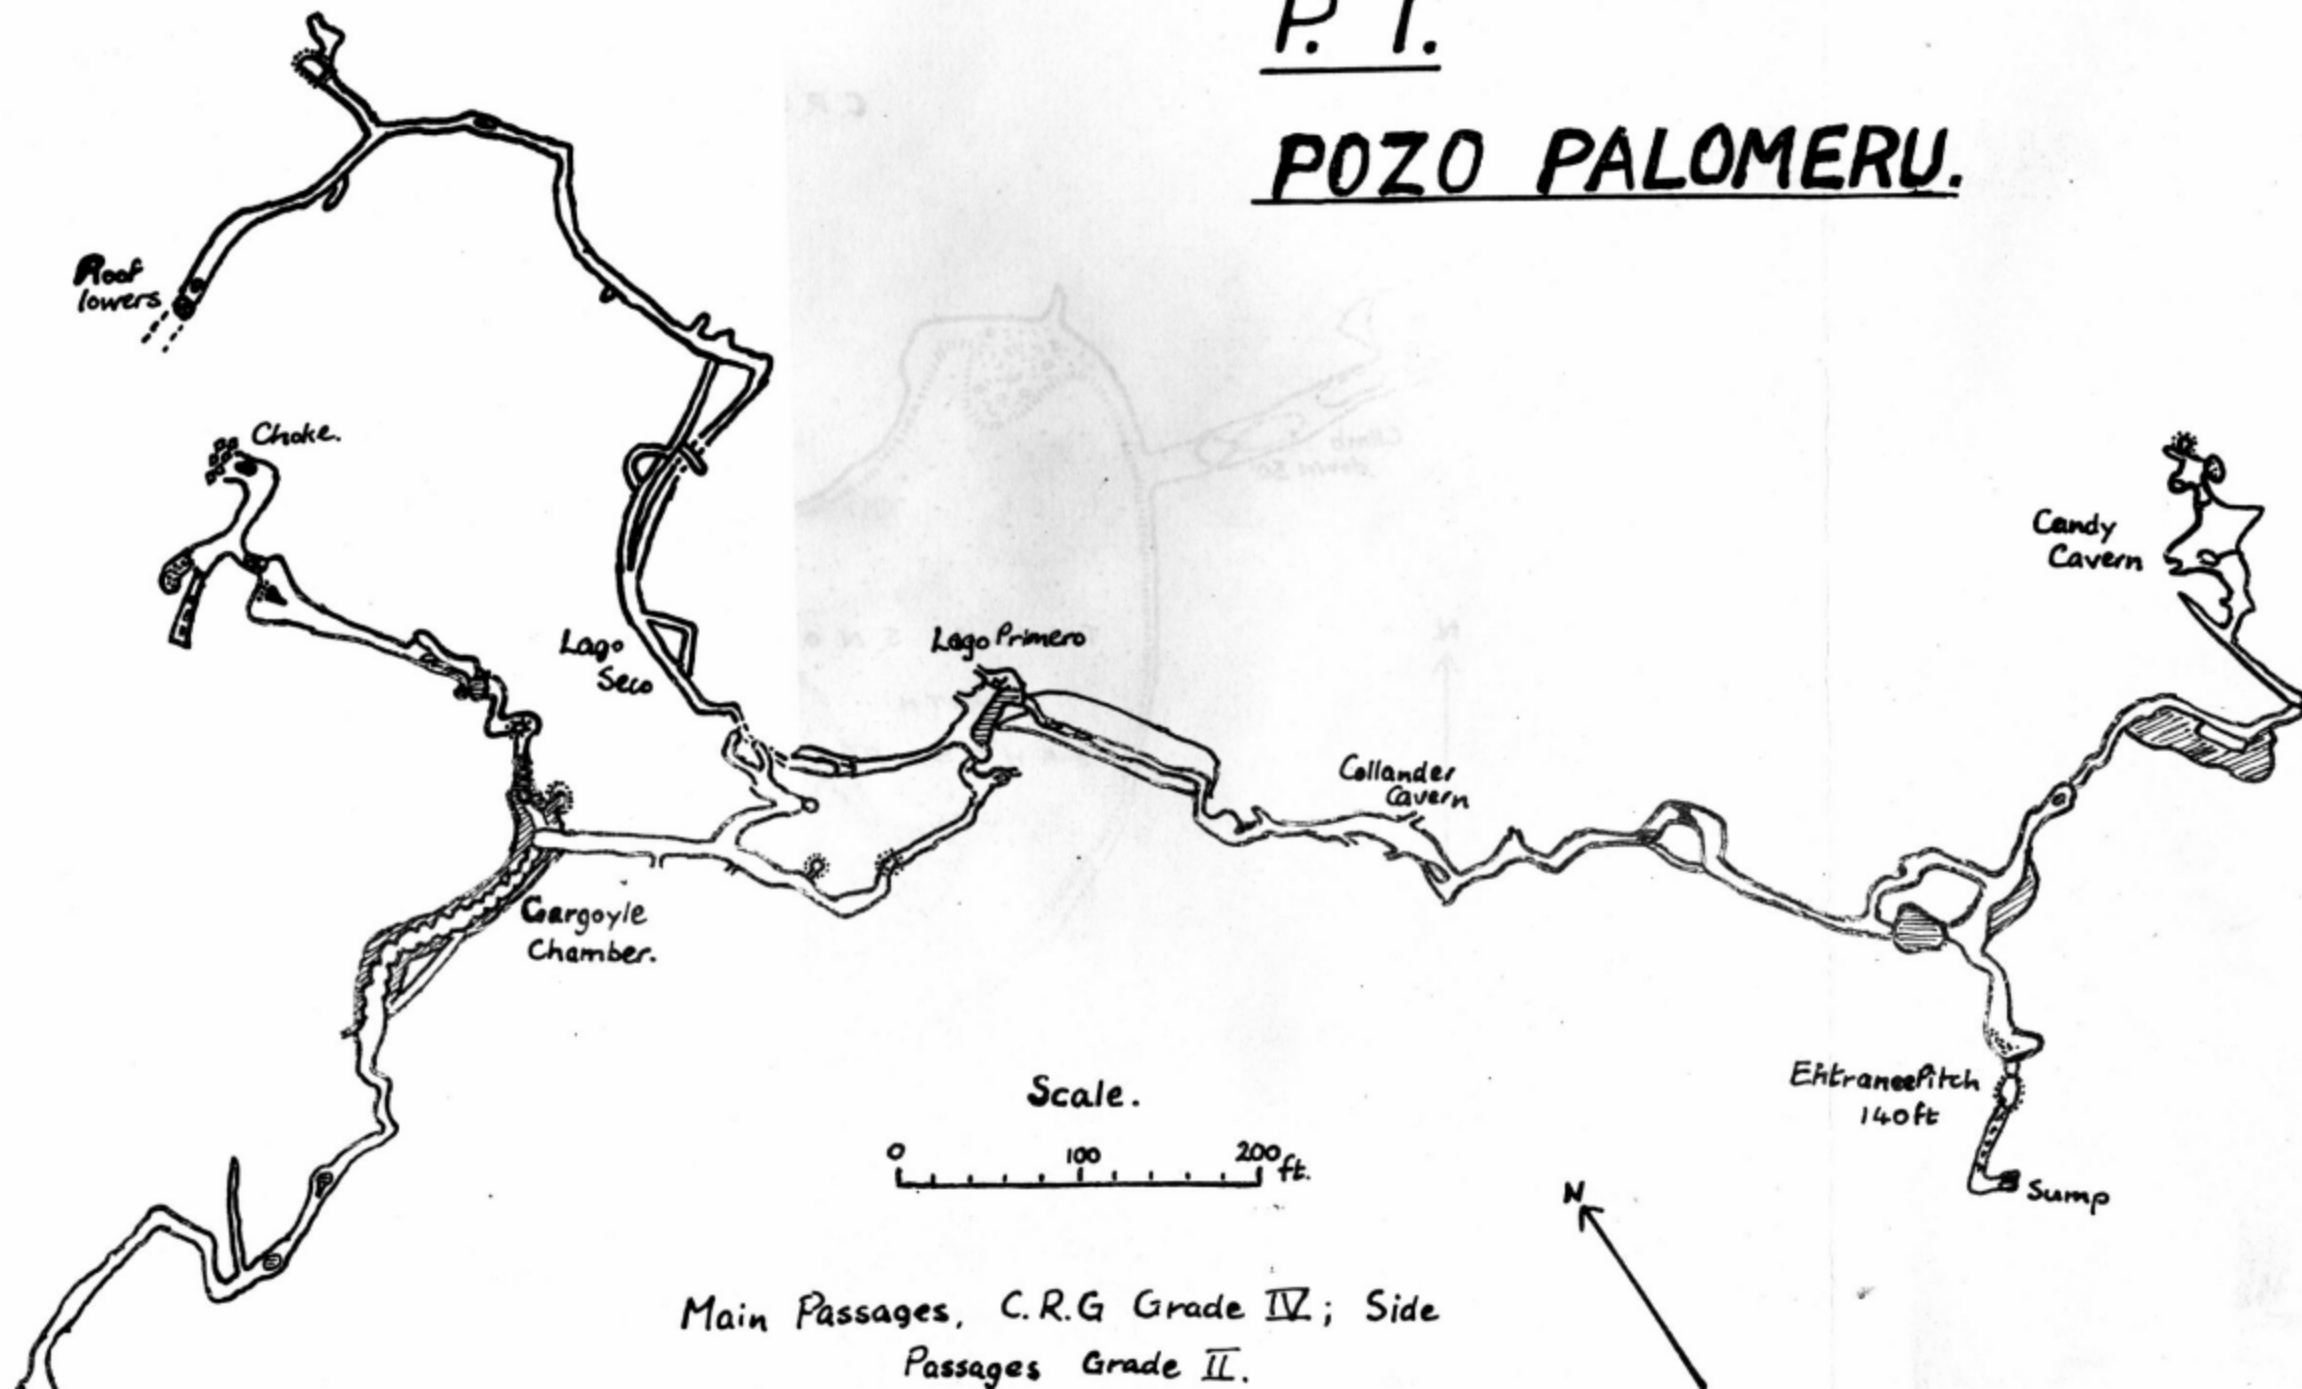 P. 1.
POZO PALOMERU.
Roof
lowers
Choke.
Candy
Cavern
Lago
Seco
Lago Primero
Collander
Cavern
Gargoyle
Chamber.
Entrance Pitch
140ft
Sump
Scale.
0 100 200 ft.
N
Main Passages, C.R.G Grade IV; Side
Passages Grade II.